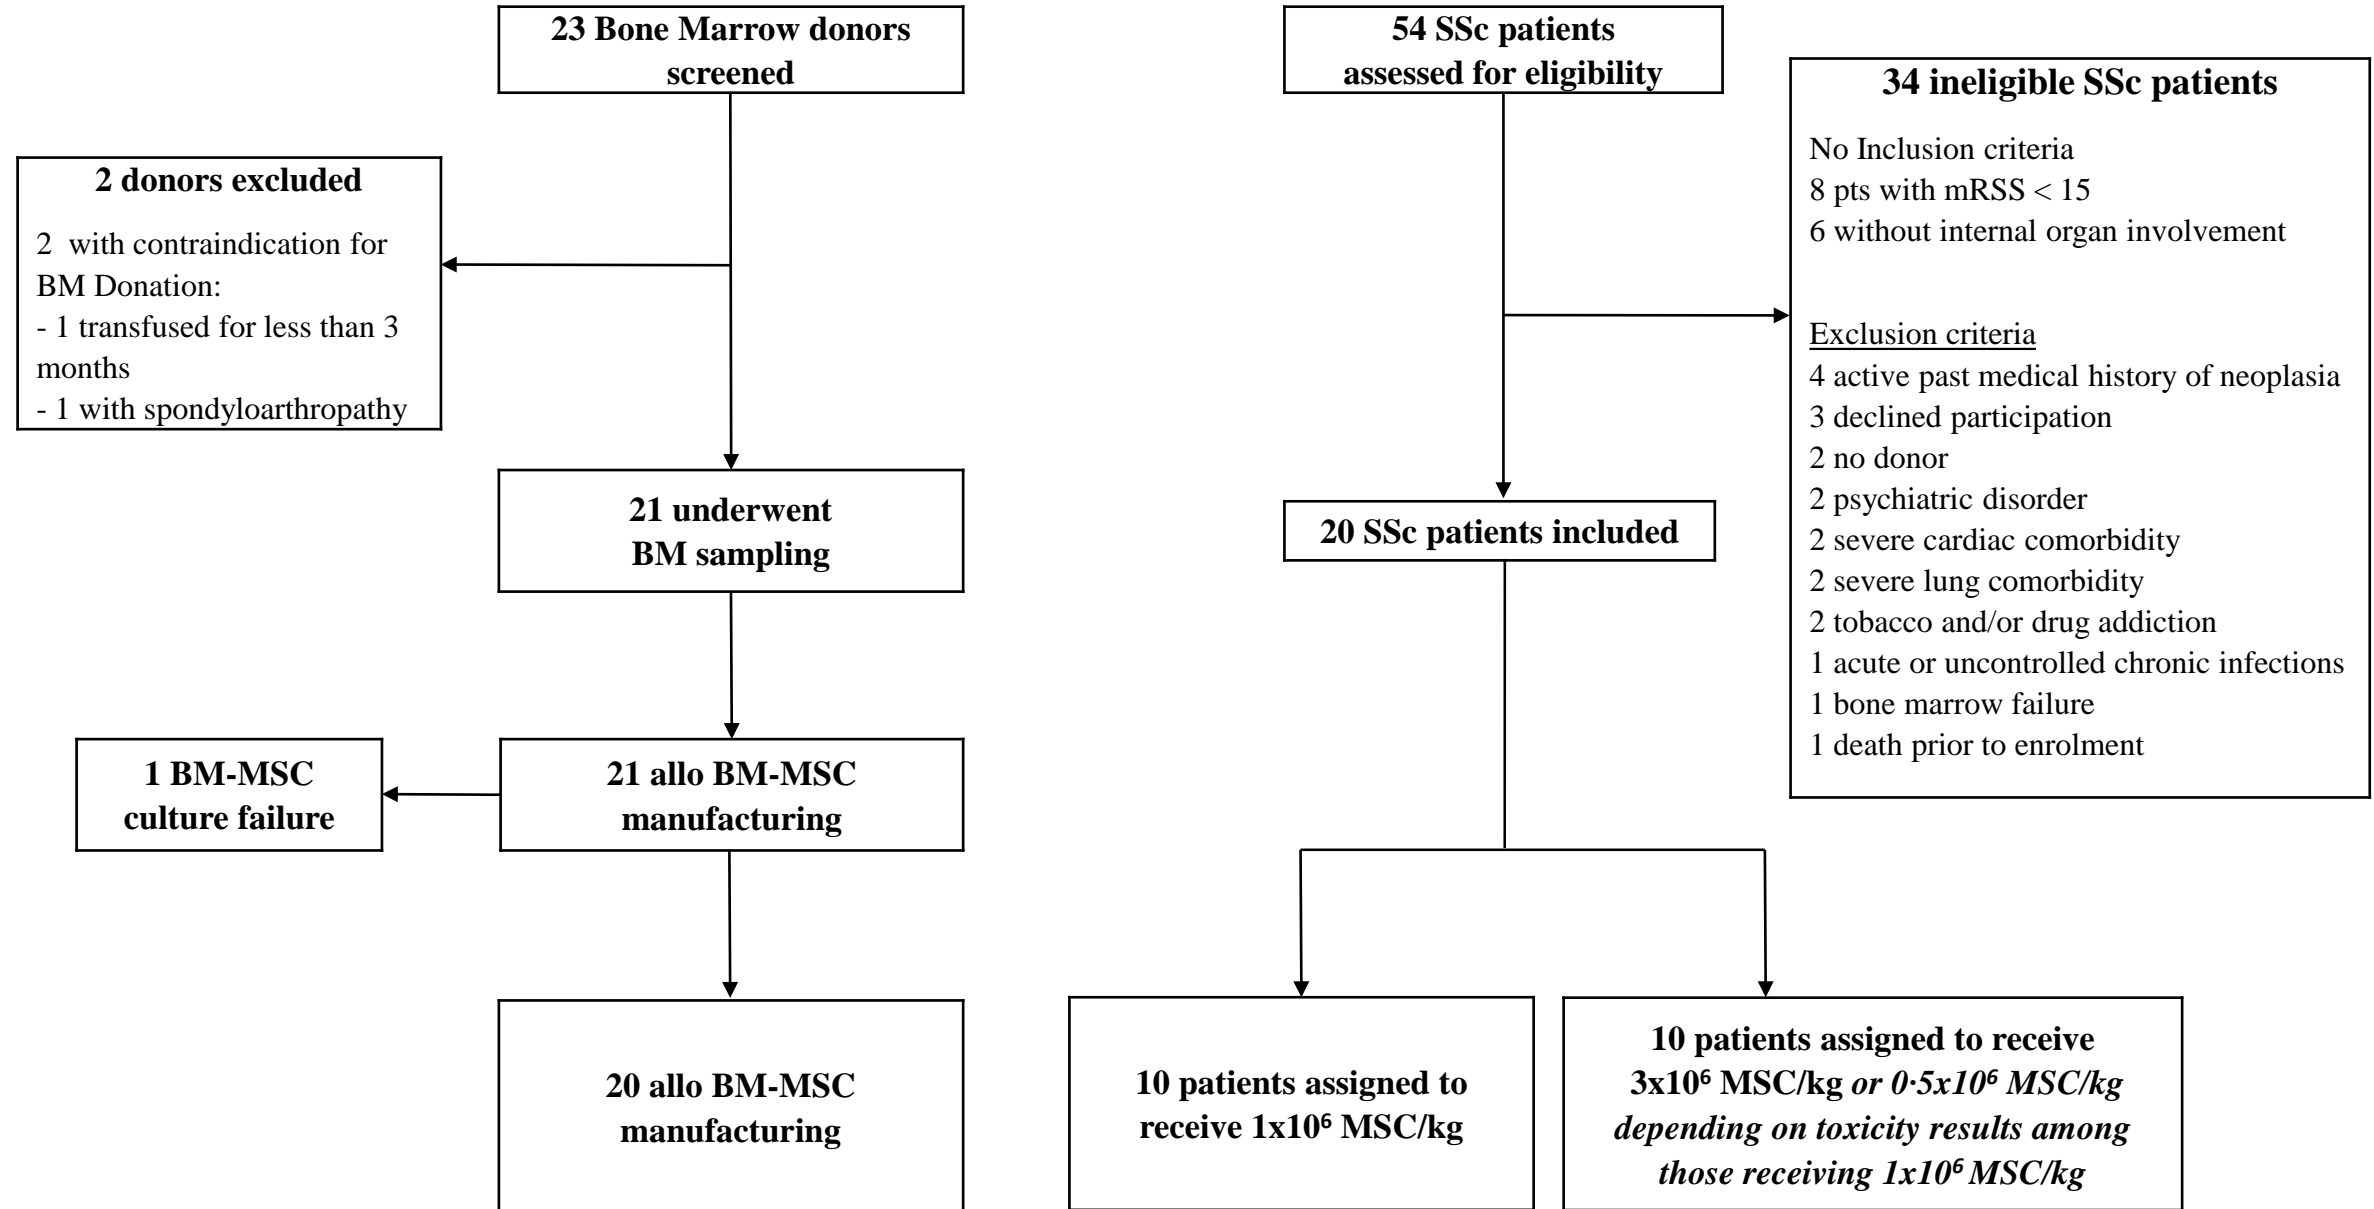 23 Bone Marrow donors
screened
2 donors excluded
2 with contraindication for
BM Donation:
- 1 transfused for less than 3
months
- 1 with spondyloarthropathy
21 underwent
BM sampling
1 BM-MSC
culture failure
21 allo BM-MSC
manufacturing
20 allo BM-MSC
manufacturing
54 SSc patients
assessed for eligibility
34 ineligible SSc patients
No Inclusion criteria
8 pts with mRSS < 15
6 without internal organ involvement
Exclusion criteria
4 active past medical history of neoplasia
3 declined participation
2 no donor
2 psychiatric disorder
2 severe cardiac comorbidity
2 severe lung comorbidity
2 tobacco and/or drug addiction
1 acute or uncontrolled chronic infections
1 bone marrow failure
1 death prior to enrolment
20 SSc patients included
10 patients assigned to
receive 1x10⁶ MSC/kg
10 patients assigned to receive
3x10⁶ MSC/kg or 0·5x10⁶ MSC/kg
depending on toxicity results among
those receiving 1x10⁶ MSC/kg